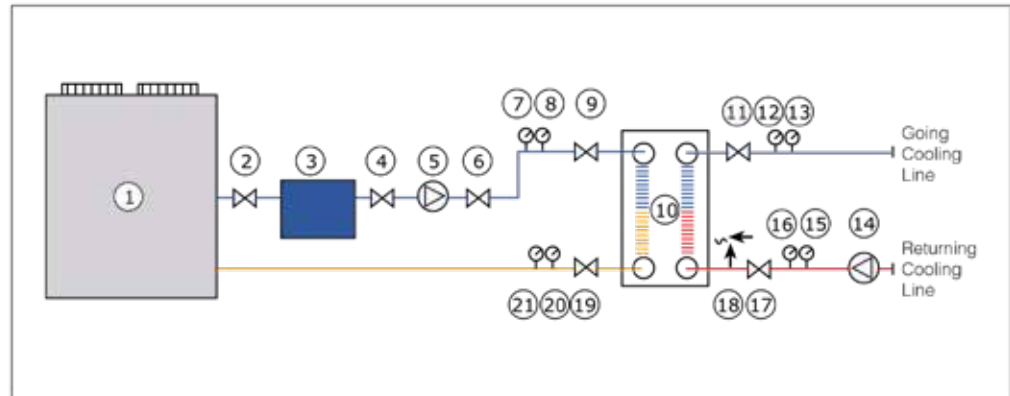 7 8 9 11 12 13
Going
Cooling
Line
2 3 4 5 6
1
10
16 15 14
Returning
Cooling
Line
21 20 19 18 17